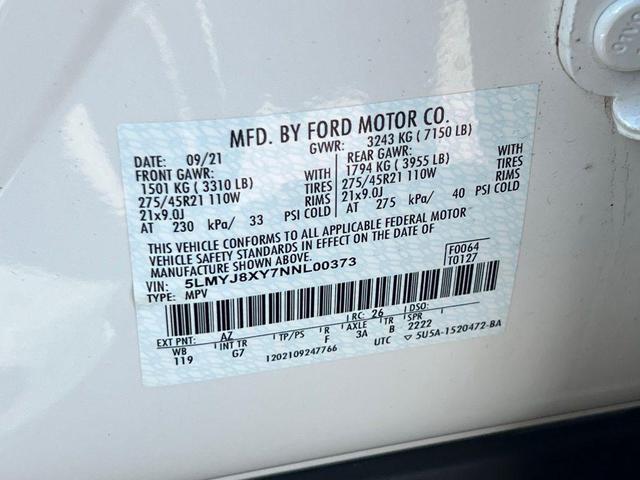 MFD. BY FORD MOTOR CO.
DATE: 09/21 GVWR: 3243 KG ( 7150 LB)
FRONT GAWR: WITH REAR GAWR: WITH
1501 KG ( 3310 LB) TIRES 1794 KG ( 3955 LB) TIRES
275/45R21 110W RIMS 275/45R21 110W RIMS
21x9.0J 21x9.0J
AT 230 kPa/ 33 PSI COLD AT 275 kPa/ 40 PSI COLD
THIS VEHICLE CONFORMS TO ALL APPLICABLE FEDERAL MOTOR
VEHICLE SAFETY STANDARDS IN EFFECT ON THE DATE OF
MANUFACTURE SHOWN ABOVE.
VIN: 5LMYJ8XY7NNL00373 F0064
TYPE: MPV T0127
EXT PNT: AZ RC: 26 DSO:
WB INT TR TP/PS R AXLE TR SPR
119 G7 F 3A B 2222
1202109247766 UTC ▽ 5U5A-1520472-BA